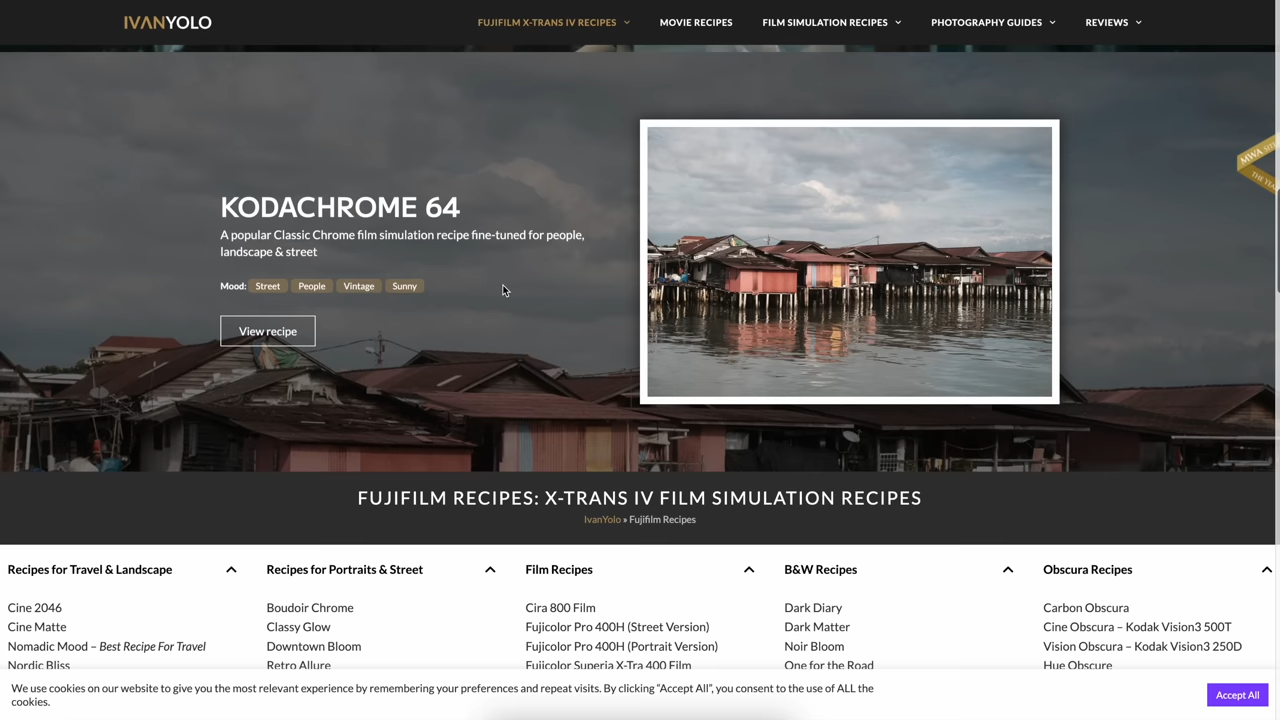 IVANYOLO
FUJIFILM X-TRANS IV RECIPES
MOVIE RECIPES
FILM SIMULATION RECIPES
PHOTOGRAPHY GUIDES
REVIEWS
MWA SITE
THE YEA
KODACHROME 64
A popular Classic Chrome film simulation recipe fine-tuned for people,
landscape & street
Mood: Street People Vintage Sunny
View recipe
FUJIFILM RECIPES: X-TRANS IV FILM SIMULATION RECIPES
IvanYolo » Fujifilm Recipes
Recipes for Travel & Landscape
Cine 2046
Cine Matte
Nomadic Mood – Best Recipe For Travel
Nordic Bliss
Recipes for Portraits & Street
Boudoir Chrome
Classy Glow
Downtown Bloom
Retro Allure
Film Recipes
Cira 800 Film
Fujicolor Pro 400H (Street Version)
Fujicolor Pro 400H (Portrait Version)
Fujicolor Superia X-Tra 400 Film
B&W Recipes
Dark Diary
Dark Matter
Noir Bloom
One for the Road
Obscura Recipes
Carbon Obscura
Cine Obscura – Kodak Vision3 500T
Vision Obscura – Kodak Vision3 250D
Hue Obscure
We use cookies on our website to give you the most relevant experience by remembering your preferences and repeat visits. By clicking “Accept All”, you consent to the use of ALL the
cookies.
Accept All